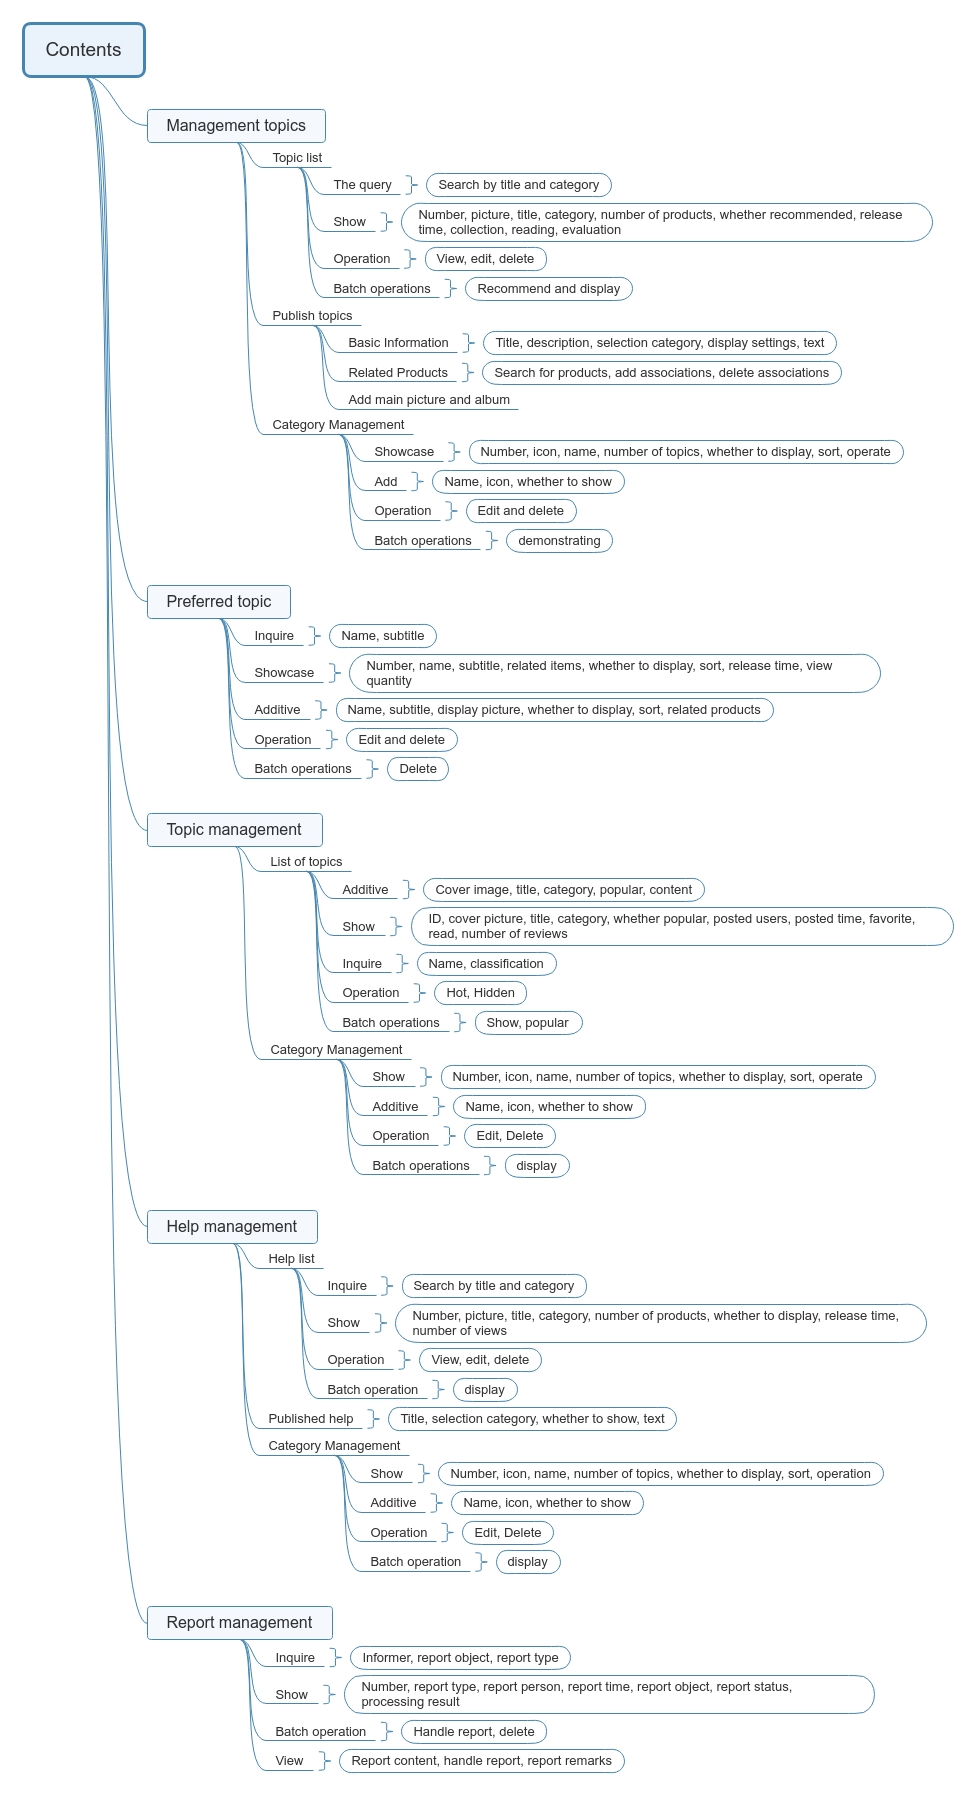 Contents
Management topics
Topic list
The query
Search by title and category
Show
Number, picture, title, category, number of products, whether recommended, release
time, collection, reading, evaluation
Operation
View, edit, delete
Batch operations
Recommend and display
Publish topics
Basic Information
Title, description, selection category, display settings, text
Related Products
Search for products, add associations, delete associations
Add main picture and album
Category Management
Showcase
Number, icon, name, number of topics, whether to display, sort, operate
Add
Name, icon, whether to show
Operation
Edit and delete
Batch operations
demonstrating
Preferred topic
Inquire
Name, subtitle
Showcase
Number, name, subtitle, related items, whether to display, sort, release time, view
quantity
Additive
Name, subtitle, display picture, whether to display, sort, related products
Operation
Edit and delete
Batch operations
Delete
Topic management
List of topics
Additive
Cover image, title, category, popular, content
Show
ID, cover picture, title, category, whether popular, posted users, posted time, favorite,
read, number of reviews
Inquire
Name, classification
Operation
Hot, Hidden
Batch operations
Show, popular
Category Management
Show
Number, icon, name, number of topics, whether to display, sort, operate
Additive
Name, icon, whether to show
Operation
Edit, Delete
Batch operations
display
Help management
Help list
Inquire
Search by title and category
Show
Number, picture, title, category, number of products, whether to display, release time,
number of views
Operation
View, edit, delete
Batch operation
display
Published help
Title, selection category, whether to show, text
Category Management
Show
Number, icon, name, number of topics, whether to display, sort, operation
Additive
Name, icon, whether to show
Operation
Edit, Delete
Batch operation
display
Report management
Inquire
Informer, report object, report type
Show
Number, report type, report person, report time, report object, report status,
processing result
Batch operation
Handle report, delete
View
Report content, handle report, report remarks